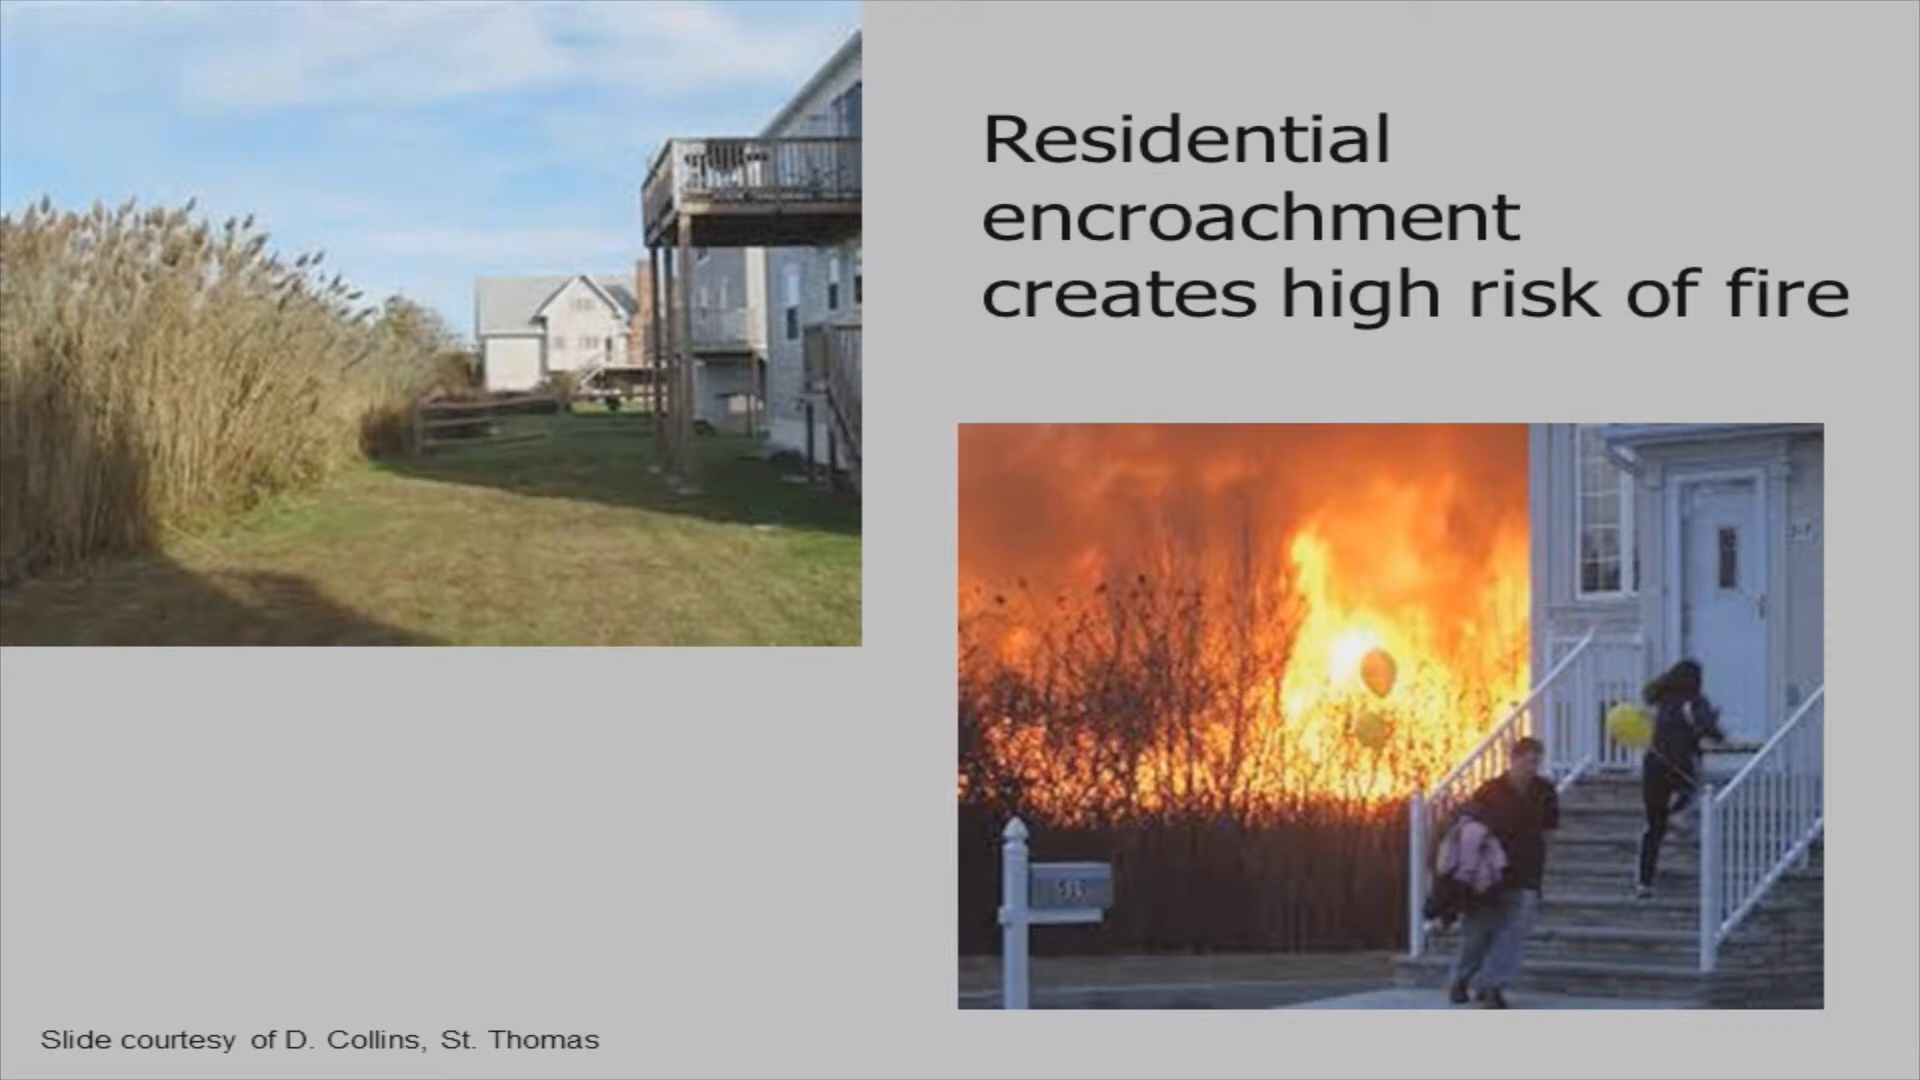 Residential
encroachment
creates high risk of fire
Slide courtesy of D. Collins, St. Thomas